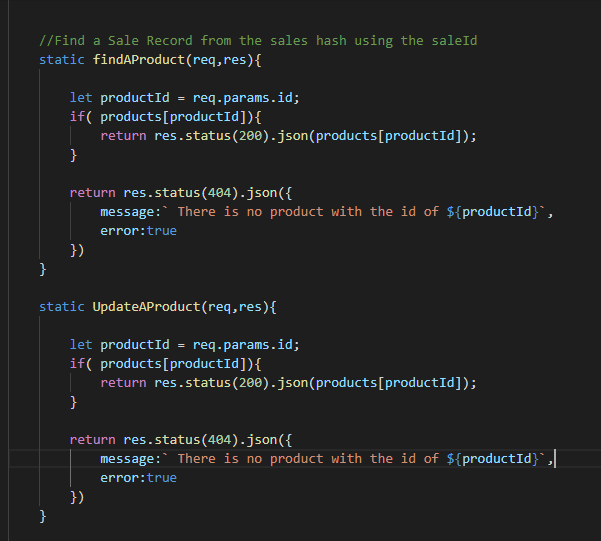 //Find a Sale Record from the sales hash using the saleId
static findAProduct(req,res){
let productId = req.params.id;
if( products[productId]){
return res.status(200).json(products[productId]);
}
return res.status(404).json({
message:` There is no product with the id of ${productId}`,
error:true
})
}
static UpdateAProduct(req,res){
let productId = req.params.id;
if( products[productId]){
return res.status(200).json(products[productId]);
}
return res.status(404).json({
message:` There is no product with the id of ${productId}`,
error:true
})
}